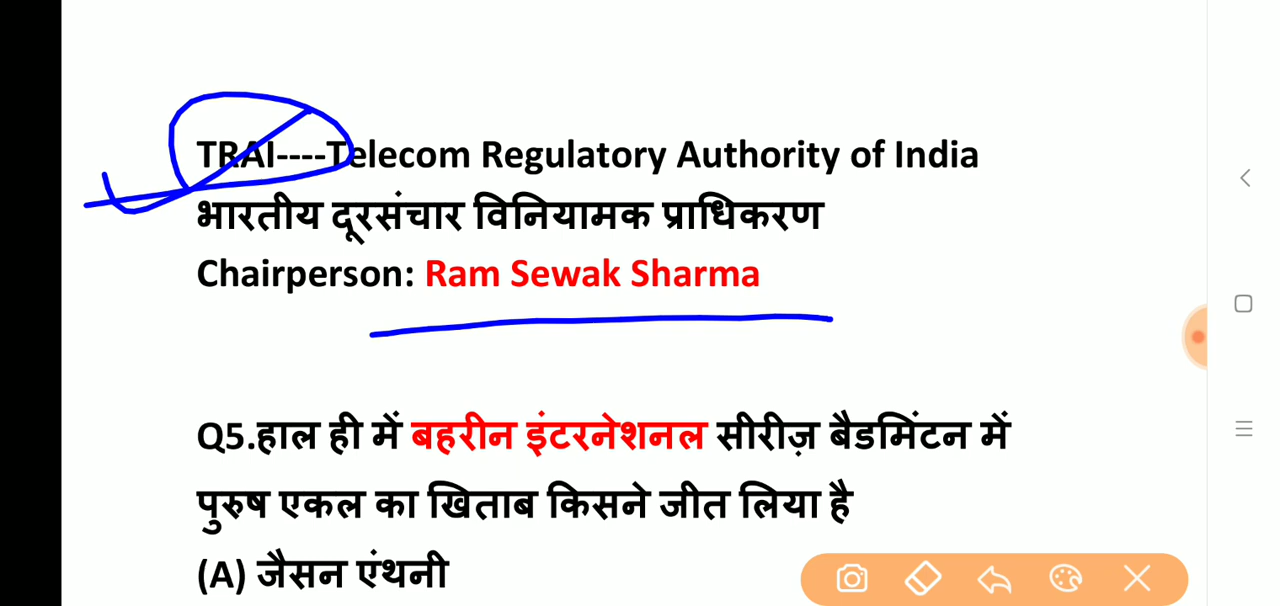 TRAI----Telecom Regulatory Authority of India
भारतीय दूरसंचार विनियामक प्राधिकरण
Chairperson: Ram Sewak Sharma
Q5.हाल ही में बहरीन इंटरनेशनल सीरीज़ बैडमिंटन में
पुरुष एकल का खिताब किसने जीत लिया है
(A) जैसन एंथनी